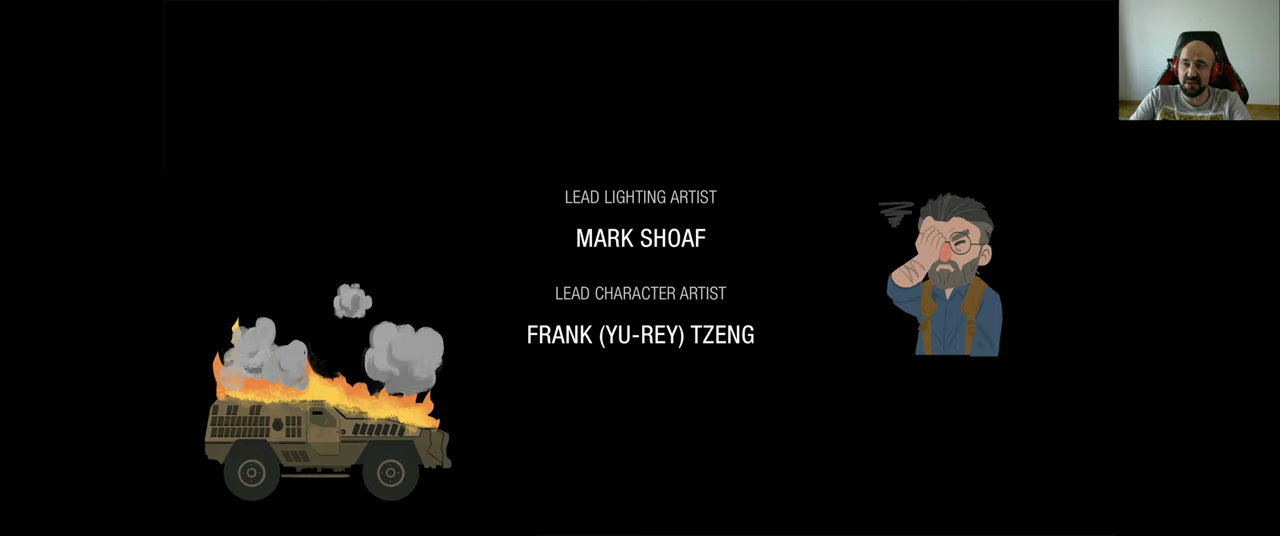 LEAD LIGHTING ARTIST
MARK SHOAF
LEAD CHARACTER ARTIST
FRANK (YU-REY) TZENG